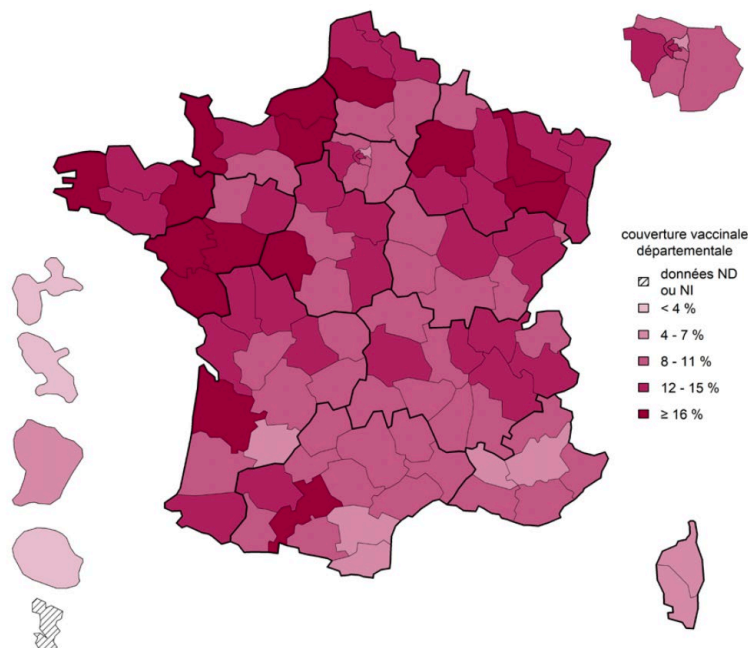 couverture vaccinale
départementale
données ND
ou NI
< 4 %
4 - 7 %
8 - 11 %
12 - 15 %
≥ 16 %